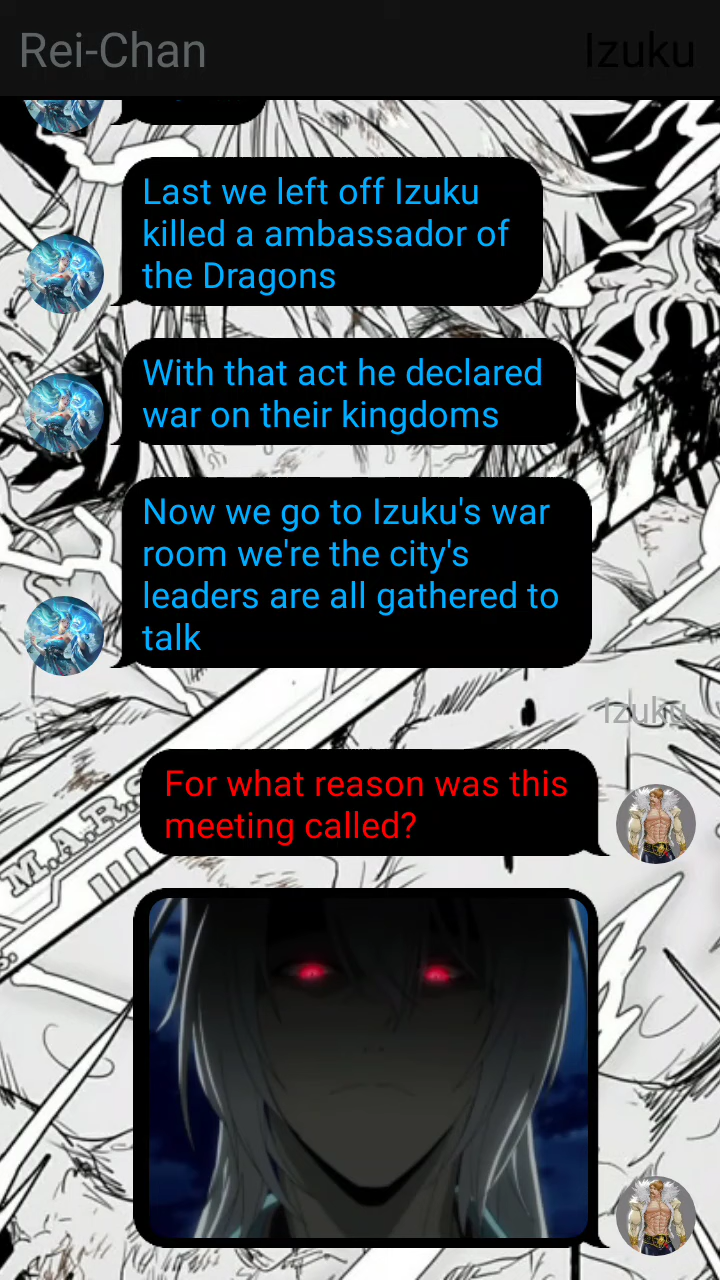 Rei-Chan
Izuku
Last we left off Izuku
killed a ambassador of
the Dragons
With that act he declared
war on their kingdoms
Now we go to Izuku's war
room we're the city's
leaders are all gathered to
talk
Izuku
For what reason was this
meeting called?
M.A.R.S